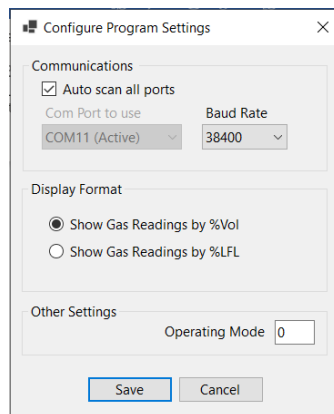 Configure Program Settings
Communications
Auto scan all ports
Com Port to use Baud Rate
COM11 (Active) 38400
Display Format
Show Gas Readings by %Vol
Show Gas Readings by %LFL
Other Settings
Operating Mode 0
Save Cancel